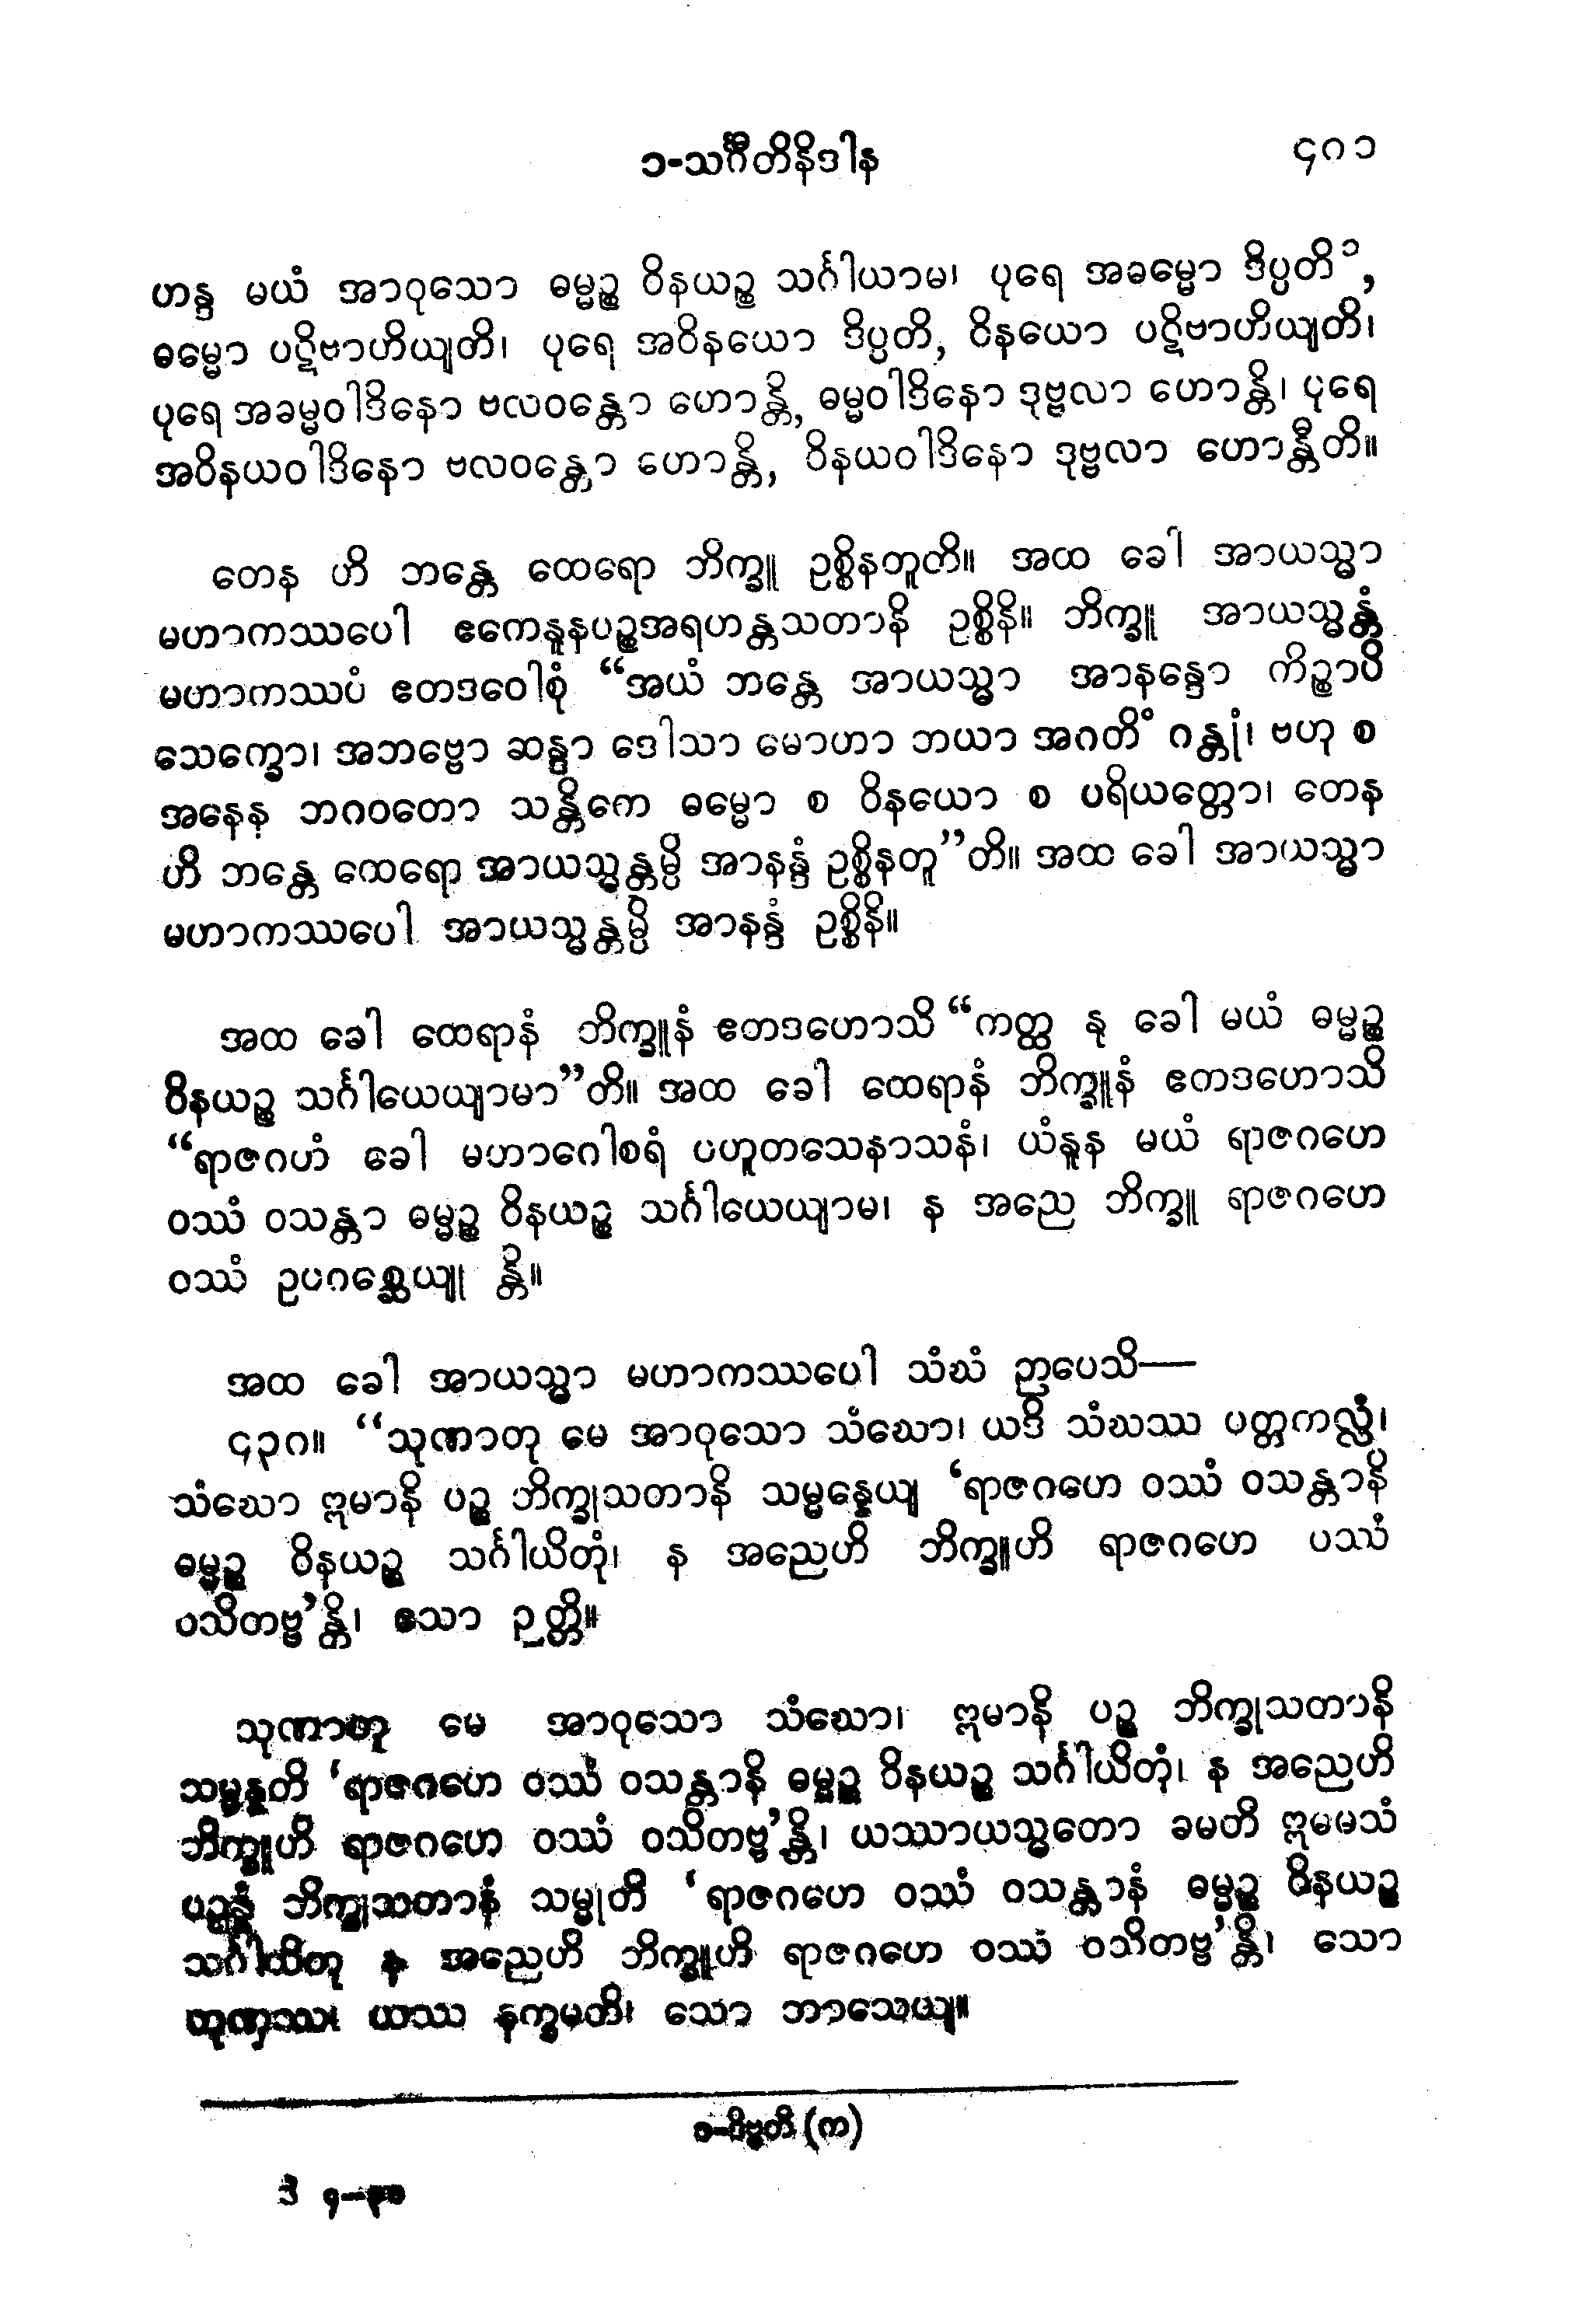 ၁-သင်္ဂီတိနိဒါန ၄၈၁
ဟန္ဒ မယံ အာဝုသော ဓမ္မဉ္စ ဝိနယဉ္စ သင်္ဂါယာမ၊ ပုရေ အဓမ္မော ဒိပ္ပတိ၁,
ဓမ္မော ပဋိဗာဟိယျတိ၊ ပုရေ အဝိနယော ဒိပ္ပတိ, ဝိနယော ပဋိဗာဟိယျတိ၊
ပုရေ အဓမ္မဝါဒိနော ဗလဝန္တော ဟောန္တိ, ဓမ္မဝါဒိနော ဒုဗ္ဗလာ ဟောန္တိ၊ ပုရေ
အဝိနယဝါဒိနော ဗလဝန္တော ဟောန္တိ, ဝိနယဝါဒိနော ဒုဗ္ဗလာ ဟောန္တီတိ။
တေန ဟိ ဘန္တေ ထေရော ဘိက္ခူ ဥစ္စိနတူတိ။ အထ ခေါ အာယသ္မာ
မဟာကဿပေါ ဧကေနူနပဉ္စအရဟန္တသတာနိ ဥစ္စိနိ။ ဘိက္ခူ အာယသ္မန္တံ
မဟာကဿပံ ဧတဒဝေါစုံ “အယံ ဘန္တေ အာယသ္မာ အာနန္ဒော ကိဉ္စာပိ
သေက္ခော၊ အဘဗ္ဗော ဆန္ဒာ ဒေါသာ မောဟာ ဘယာ အဂတိံ ဂန္တုံ၊ ဗဟု စ
အနေန ဘဂဝတော သန္တိကေ ဓမ္မော စ ဝိနယော စ ပရိယတ္တော၊ တေန
ဟိ ဘန္တေ ထေရော အာယသ္မန္တမ္ပိ အာနန္ဒံ ဥစ္စိနတူ”တိ။ အထ ခေါ အာယသ္မာ
မဟာကဿပေါ အာယသ္မန္တမ္ပိ အာနန္ဒံ ဥစ္စိနိ။
အထ ခေါ ထေရာနံ ဘိက္ခူနံ ဧတဒဟောသိ “ကတ္ထ နု ခေါ မယံ ဓမ္မဉ္စ
ဝိနယဉ္စ သင်္ဂါယေယျာမာ”တိ။ အထ ခေါ ထေရာနံ ဘိက္ခူနံ ဧတဒဟောသိ
“ရာဇဂဟံ ခေါ မဟာဂေါစရံ ပဟူတသေနာသနံ၊ ယံနူန မယံ ရာဇဂဟေ
ဝဿံ ဝသန္တာ ဓမ္မဉ္စ ဝိနယဉ္စ သင်္ဂါယေယျာမ၊ န အညေ ဘိက္ခူ ရာဇဂဟေ
ဝဿံ ဥပဂစ္ဆေယျု န္တိ။
အထ ခေါ အာယသ္မာ မဟာကဿပေါ သံဃံ ဉာပေသိ—
၄၃၇။ “သုဏာတု မေ အာဝုသော သံဃော၊ ယဒိ သံဃဿ ပတ္တကလ္လံ၊
သံဃော ဣမာနိ ပဉ္စ ဘိက္ခုသတာနိ သမ္မန္နေယျ ‘ရာဇဂဟေ ဝဿံ ဝသန္တာနိ
ဓမ္မဉ္စ ဝိနယဉ္စ သင်္ဂါယိတုံ၊ န အညေဟိ ဘိက္ခူဟိ ရာဇဂဟေ ဝဿံ
ဝသိတဗ္ဗ’န္တိ၊ ဧသာ ဉတ္တိ။
သုဏာတု မေ အာဝုသော သံဃော၊ ဣမာနိ ပဉ္စ ဘိက္ခုသတာနိ
သမ္မန္နတိ ‘ရာဇဂဟေ ဝဿံ ဝသန္တာနိ ဓမ္မဉ္စ ဝိနယဉ္စ သင်္ဂါယိတုံ၊ န အညေဟိ
ဘိက္ခူဟိ ရာဇဂဟေ ဝဿံ ဝသိတဗ္ဗ’န္တိ၊ ယဿာယသ္မတော ခမတိ ဣမေသံ
ပဉ္စန္နံ ဘိက္ခုသတာနံ သမ္မုတိ ‘ရာဇဂဟေ ဝဿံ ဝသန္တာနံ ဓမ္မဉ္စ ဝိနယဉ္စ
သင်္ဂါယိတုံ န အညေဟိ ဘိက္ခူဟိ ရာဇဂဟေ ဝဿံ ဝသိတဗ္ဗ’န္တိ၊ သော
တုဏှဿ၊ ယဿ နက္ခမတိ၊ သော ဘာသေယျ။
၁-ဒိဗ္ဗတိ (က)